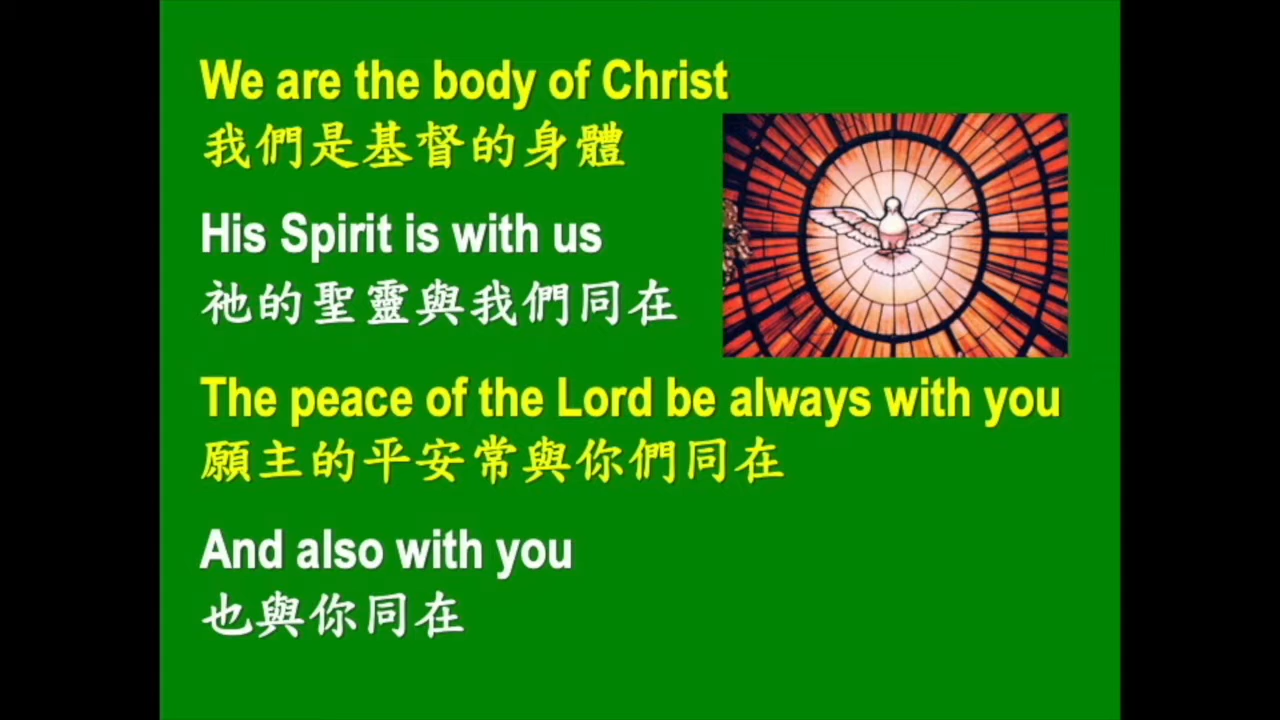 We are the body of Christ
我們是基督的身體
His Spirit is with us
祂的聖靈與我們同在
The peace of the Lord be always with you
願主的平安常與你們同在
And also with you
也與你同在